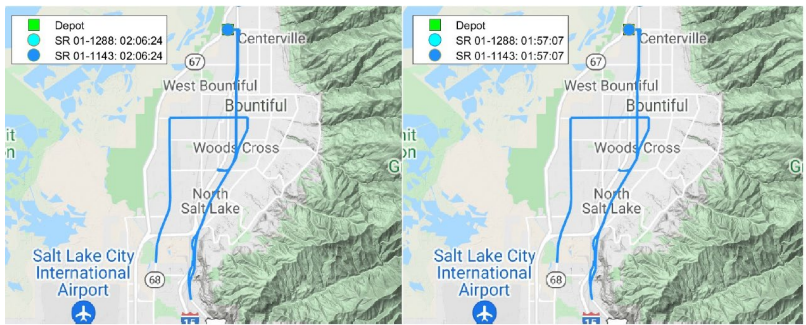 Depot
SR 01-1288: 02:06:24
SR 01-1143: 02:06:24
Centerville
67
West Bountiful
Bountiful
Woods Cross
North
Salt Lake
Salt Lake City
International
Airport
68
15
Depot
SR 01-1288: 01:57:07
SR 01-1143: 01:57:07
Centerville
67
West Bountiful
Bountiful
it
n
Woods Cross
G
North
Salt Lake
Salt Lake City
International
Airport
68
15